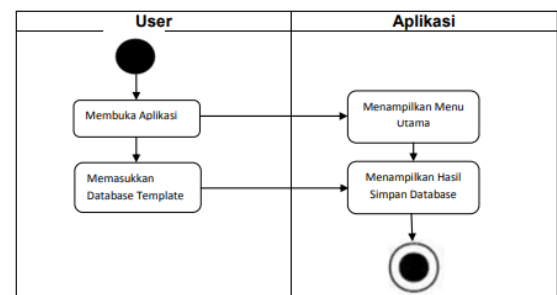 User
Aplikasi
Membuka Aplikasi
Menampilkan Menu
Utama
Memasukkan
Database Template
Menampilkan Hasil
Simpan Database